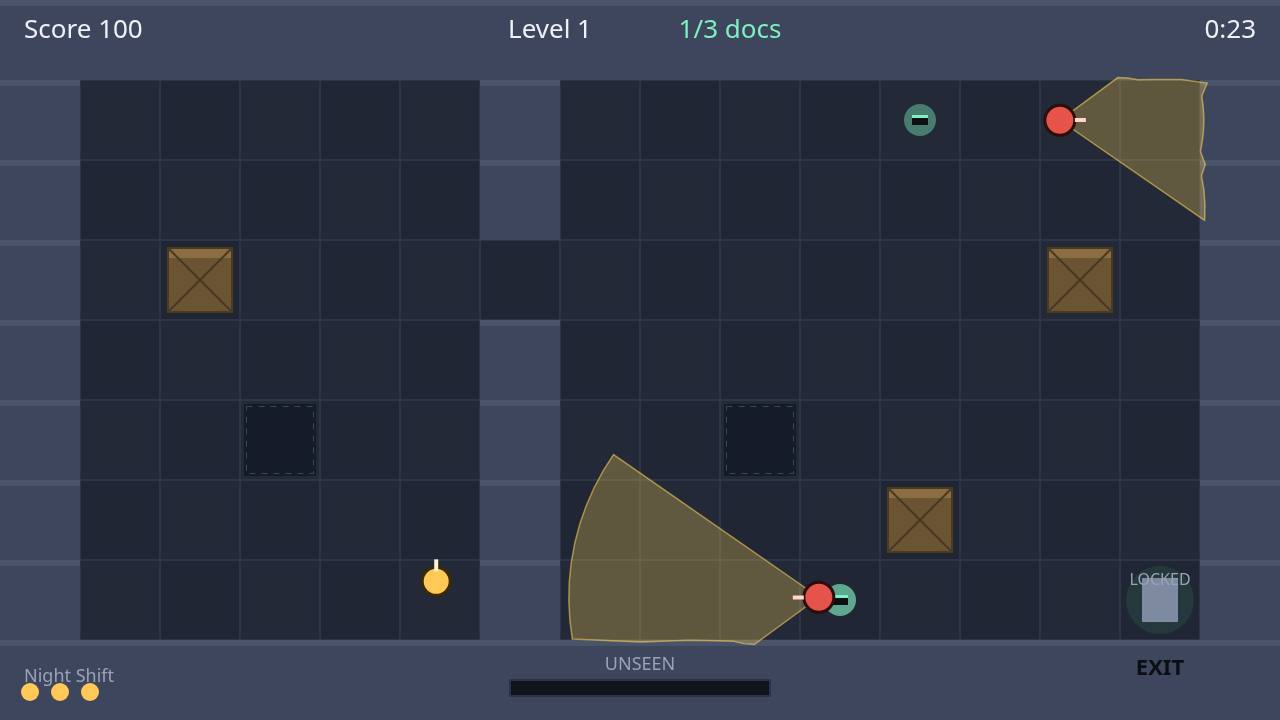 Score 100
Level 1
1/3 docs
0:23
LOCKED
EXIT
UNSEEN
Night Shift